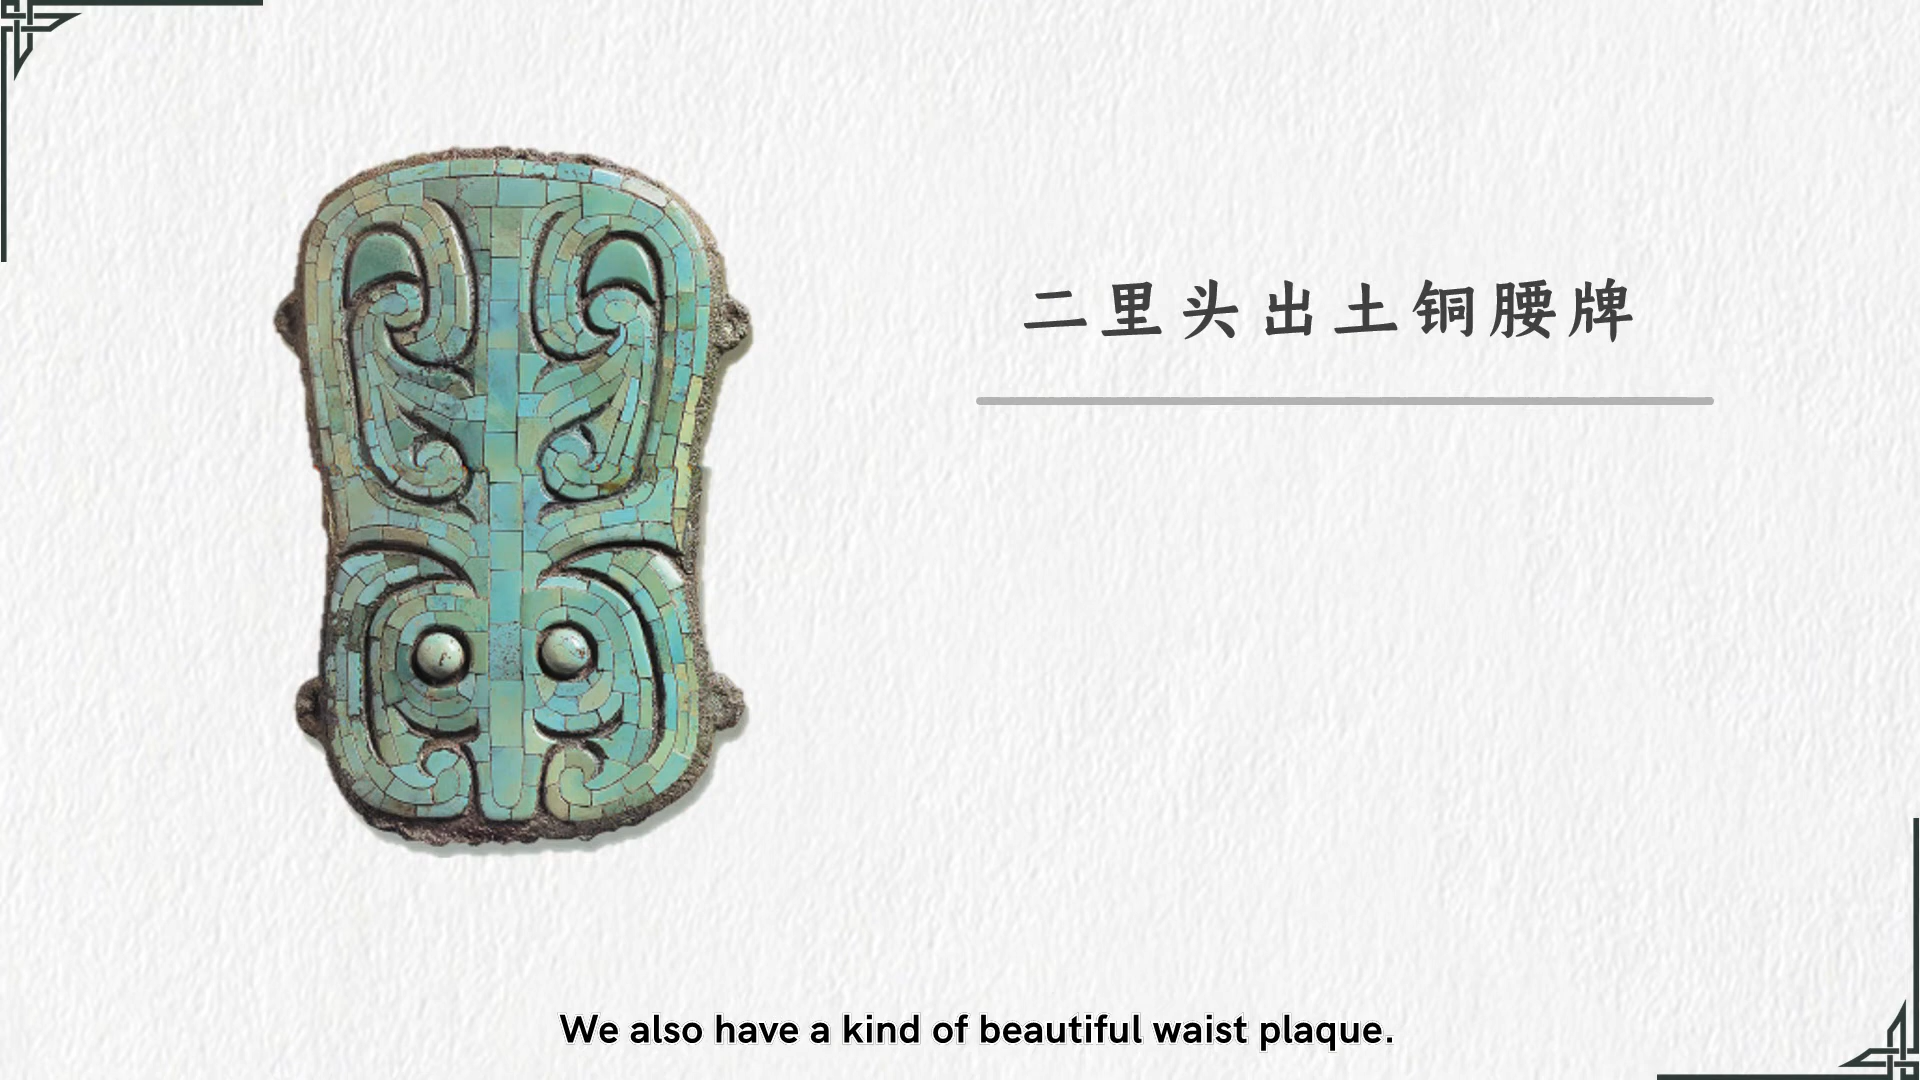 二里头出土铜腰牌
We also have a kind of beautiful waist plaque.